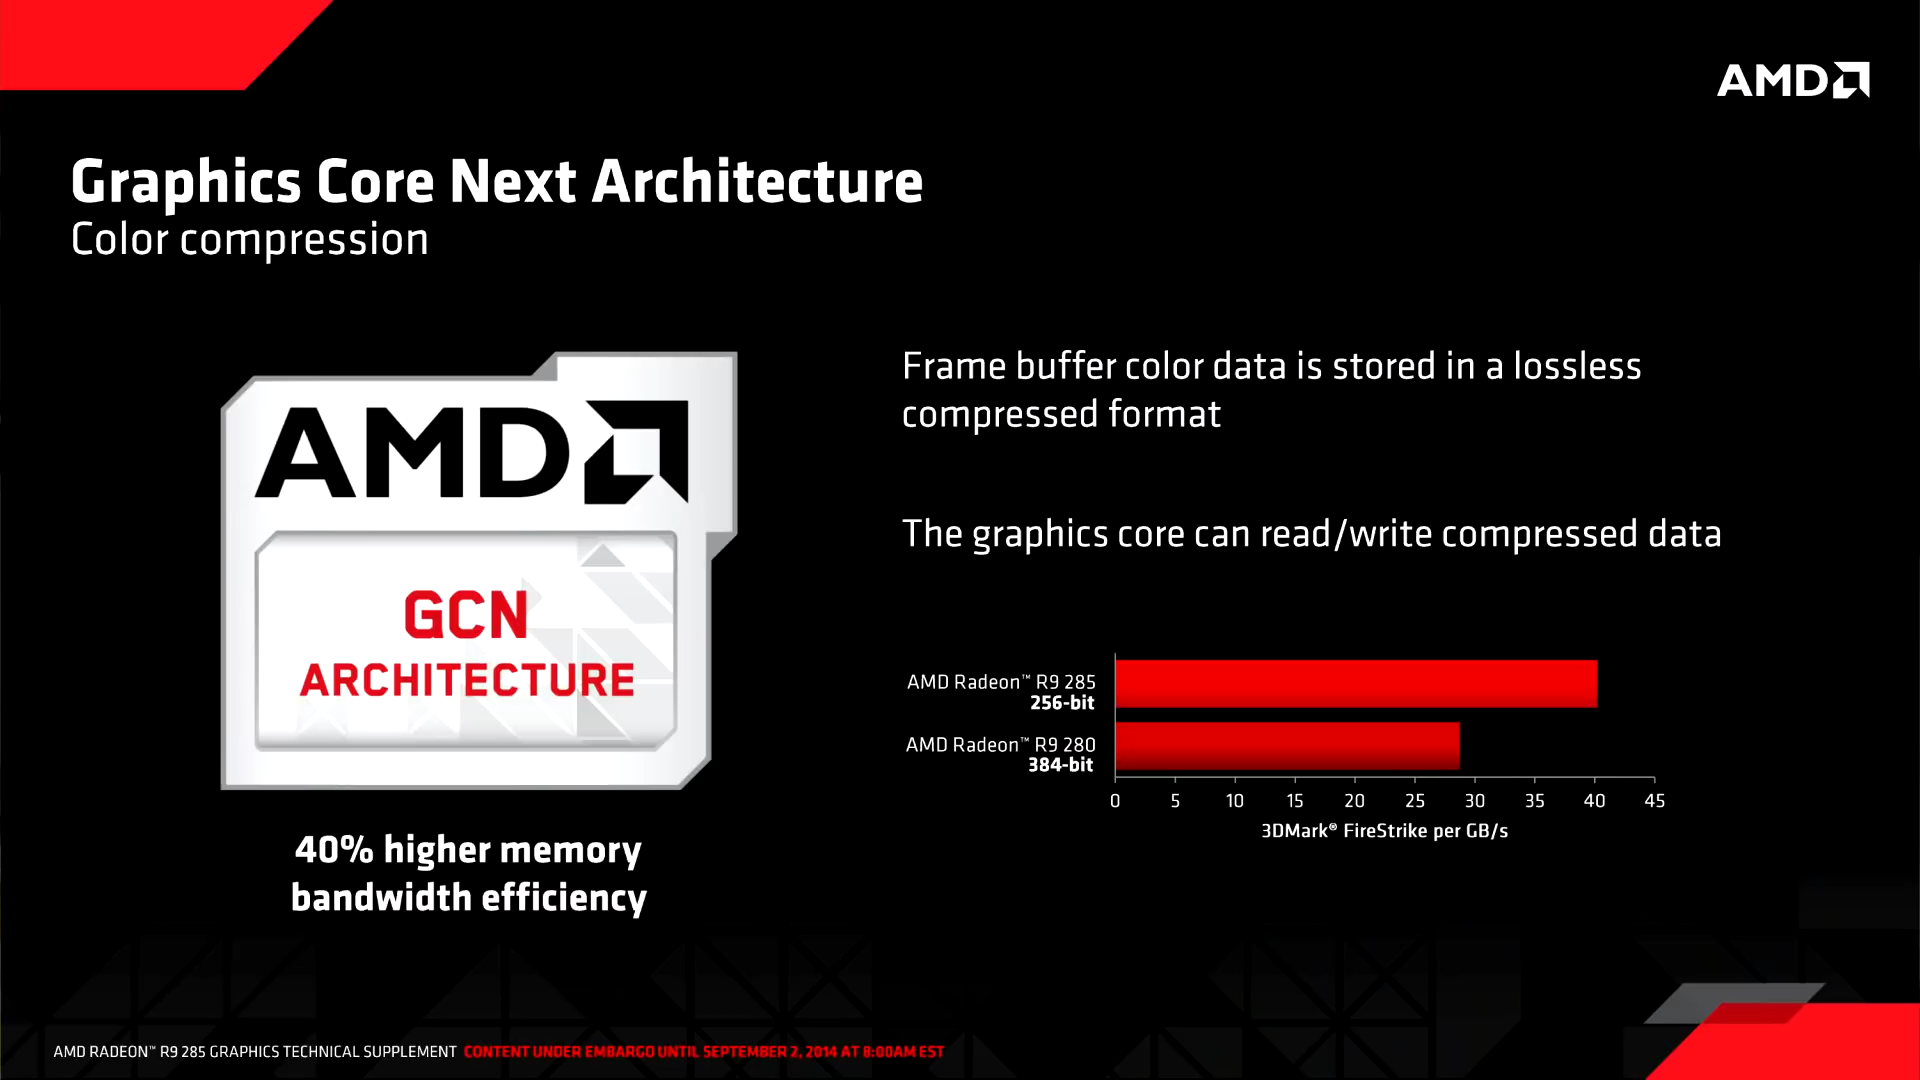 AMD
Graphics Core Next Architecture
Color compression
AMD
GCN
ARCHITECTURE
40% higher memory
bandwidth efficiency
Frame buffer color data is stored in a lossless
compressed format
The graphics core can read/write compressed data
AMD Radeon™ R9 285
256-bit
AMD Radeon™ R9 280
384-bit
0 5 10 15 20 25 30 35 40 45
3DMark® FireStrike per GB/s
AMD RADEON™ R9 285 GRAPHICS TECHNICAL SUPPLEMENT CONTENT UNDER EMBARGO UNTIL SEPTEMBER 2, 2014 AT 8:00AM EST